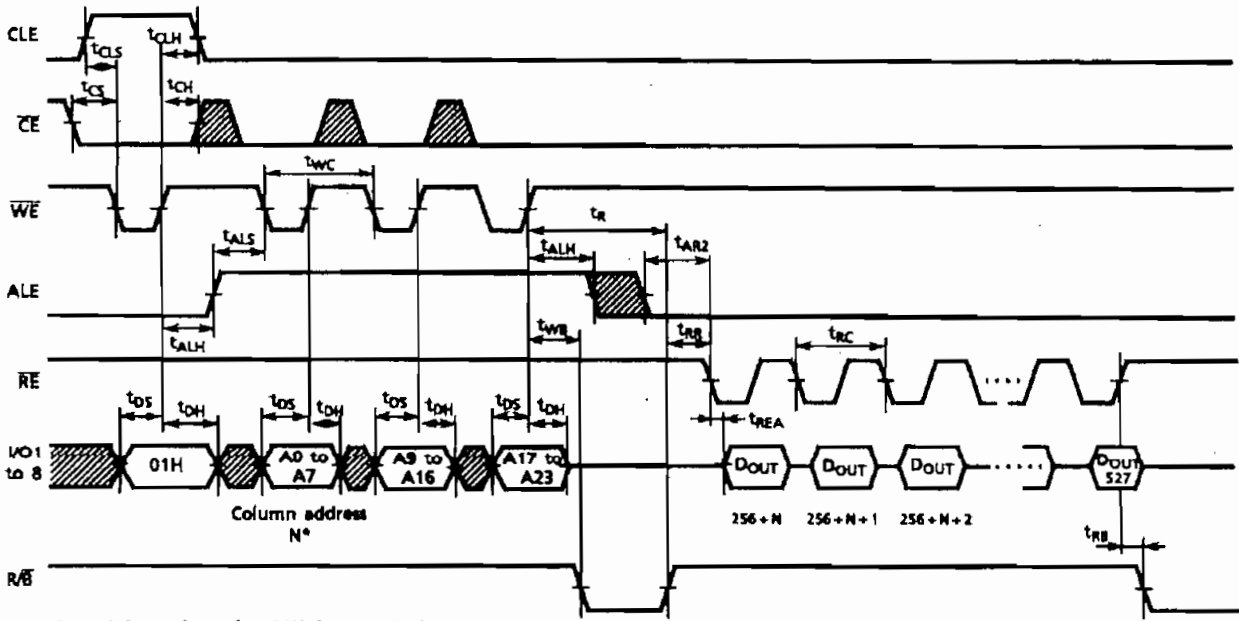 CLE
tCLS
tCLH
CE
tCS
tCH
WE
tWC
tR
ALE
tALS
tALH
tAR2
tALH
tWB
tRR
tRC
RE
tDS
tDH
tDS
tDH
tDS
tDH
tDS
tDH
tREA
I/O1
to 8
01H
A0 to
A7
A9 to
A16
A17 to
A23
DOUT
DOUT
DOUT
DOUT
527
Column address
N*
256 + N
256 + N + 1
256 + N + 2
tRB
R/B